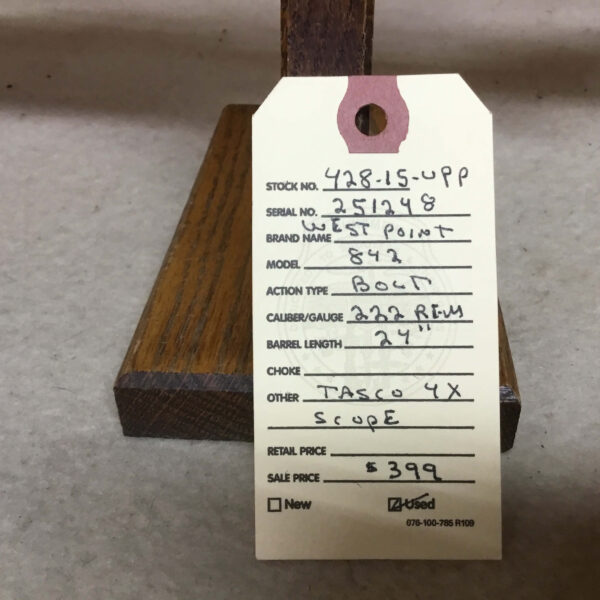 STOCK NO. 428-15-UPP
SERIAL NO. 251248
BRAND NAME WEST POINT
MODEL 842
ACTION TYPE BOLT
CALIBER/GAUGE 222 REM
BARREL LENGTH 24"
CHOKE
OTHER TASCO 4X
SCOPE
RETAIL PRICE
SALE PRICE $399
New Used
076-100-785 R109